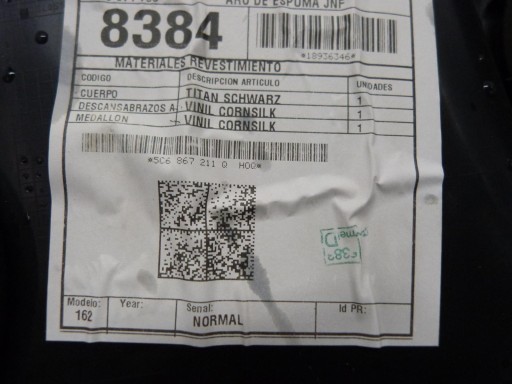 ARO DE ESPUMA JNF
8384
*18936346*
MATERIALES REVESTIMIENTO
CODIGO DESCRIPCION ARTICULO UNIDADES
CUERPO TITAN SCHWARZ 1
DESCANSABRAZOS A. VINIL CORNSILK 1
MEDALLON VINIL CORNSILK 1
*5C6 867 211 0 H00*
Modelo: Year: Serial: Id PR:
162 NORMAL